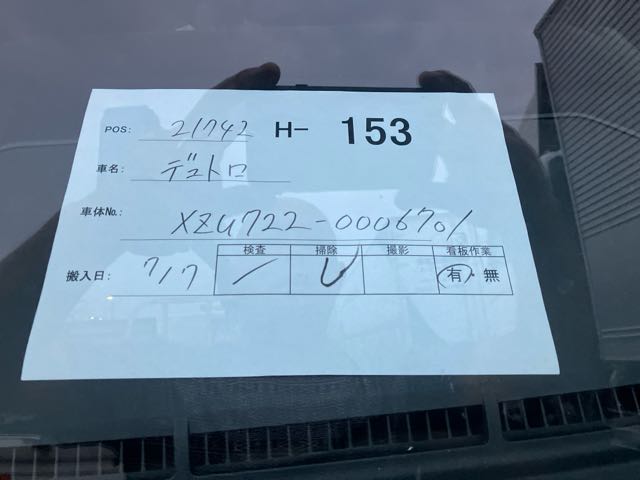 POS: 21742 H- 153
車名: デュトロ
車体No.: XZU722-0006701
検査 掃除 撮影 看板作業
搬入日: 7/7 有・無